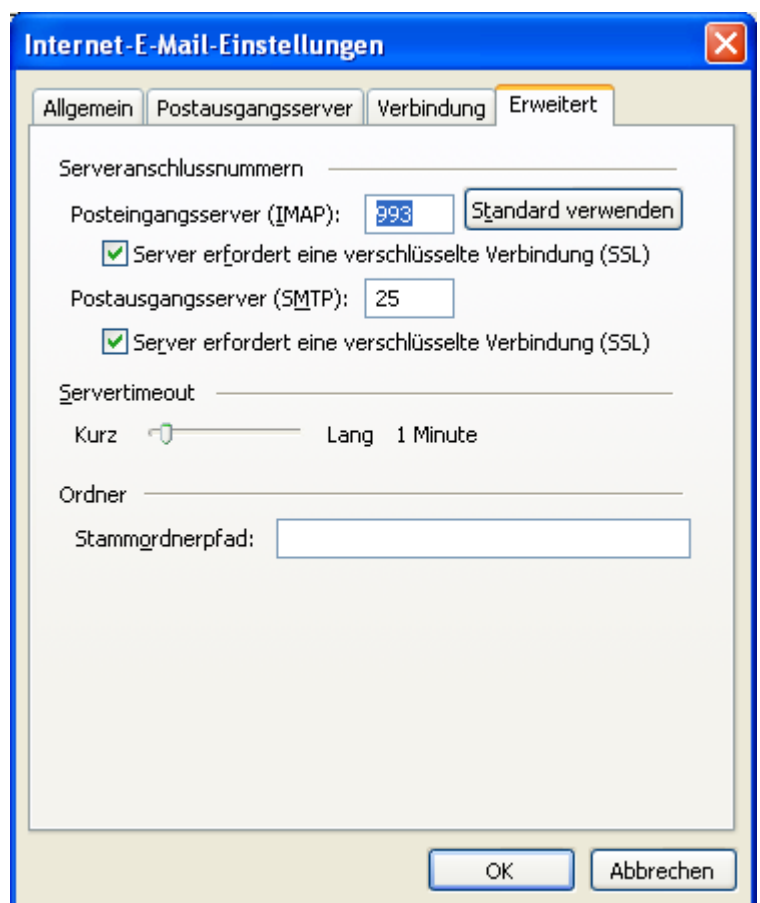 Internet-E-Mail-Einstellungen
Allgemein Postausgangsserver Verbindung Erweitert
Serveranschlussnummern
Posteingangsserver (IMAP): 993 Standard verwenden
Server erfordert eine verschlüsselte Verbindung (SSL)
Postausgangsserver (SMTP): 25
Server erfordert eine verschlüsselte Verbindung (SSL)
Servertimeout
Kurz Lang 1 Minute
Ordner
Stammordnerpfad:
OK Abbrechen